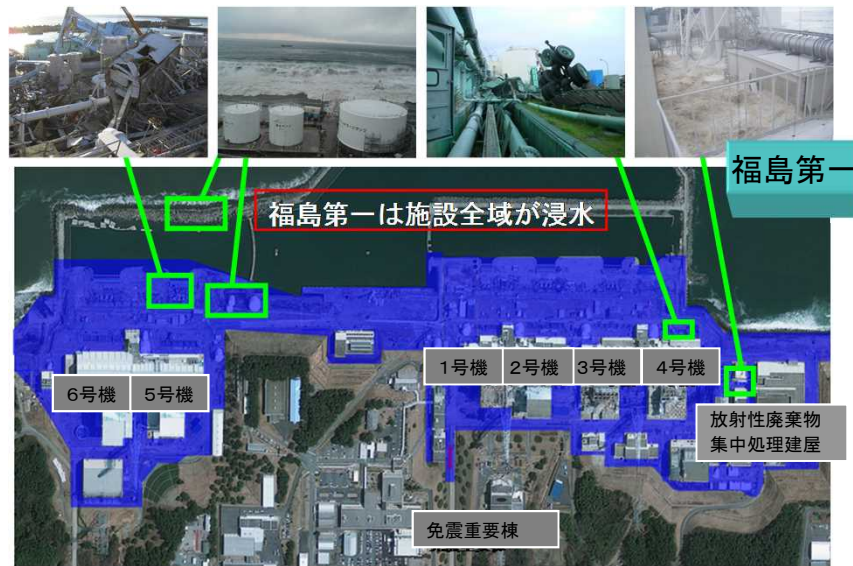 福島第一
福島第一は施設全域が浸水
6号機
5号機
1号機
2号機
3号機
4号機
放射性廃棄物
集中処理建屋
免震重要棟